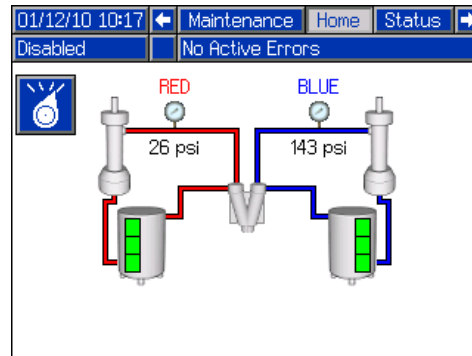 01/12/10 10:17 Maintenance Home Status
Disabled No Active Errors
RED BLUE
26 psi 143 psi